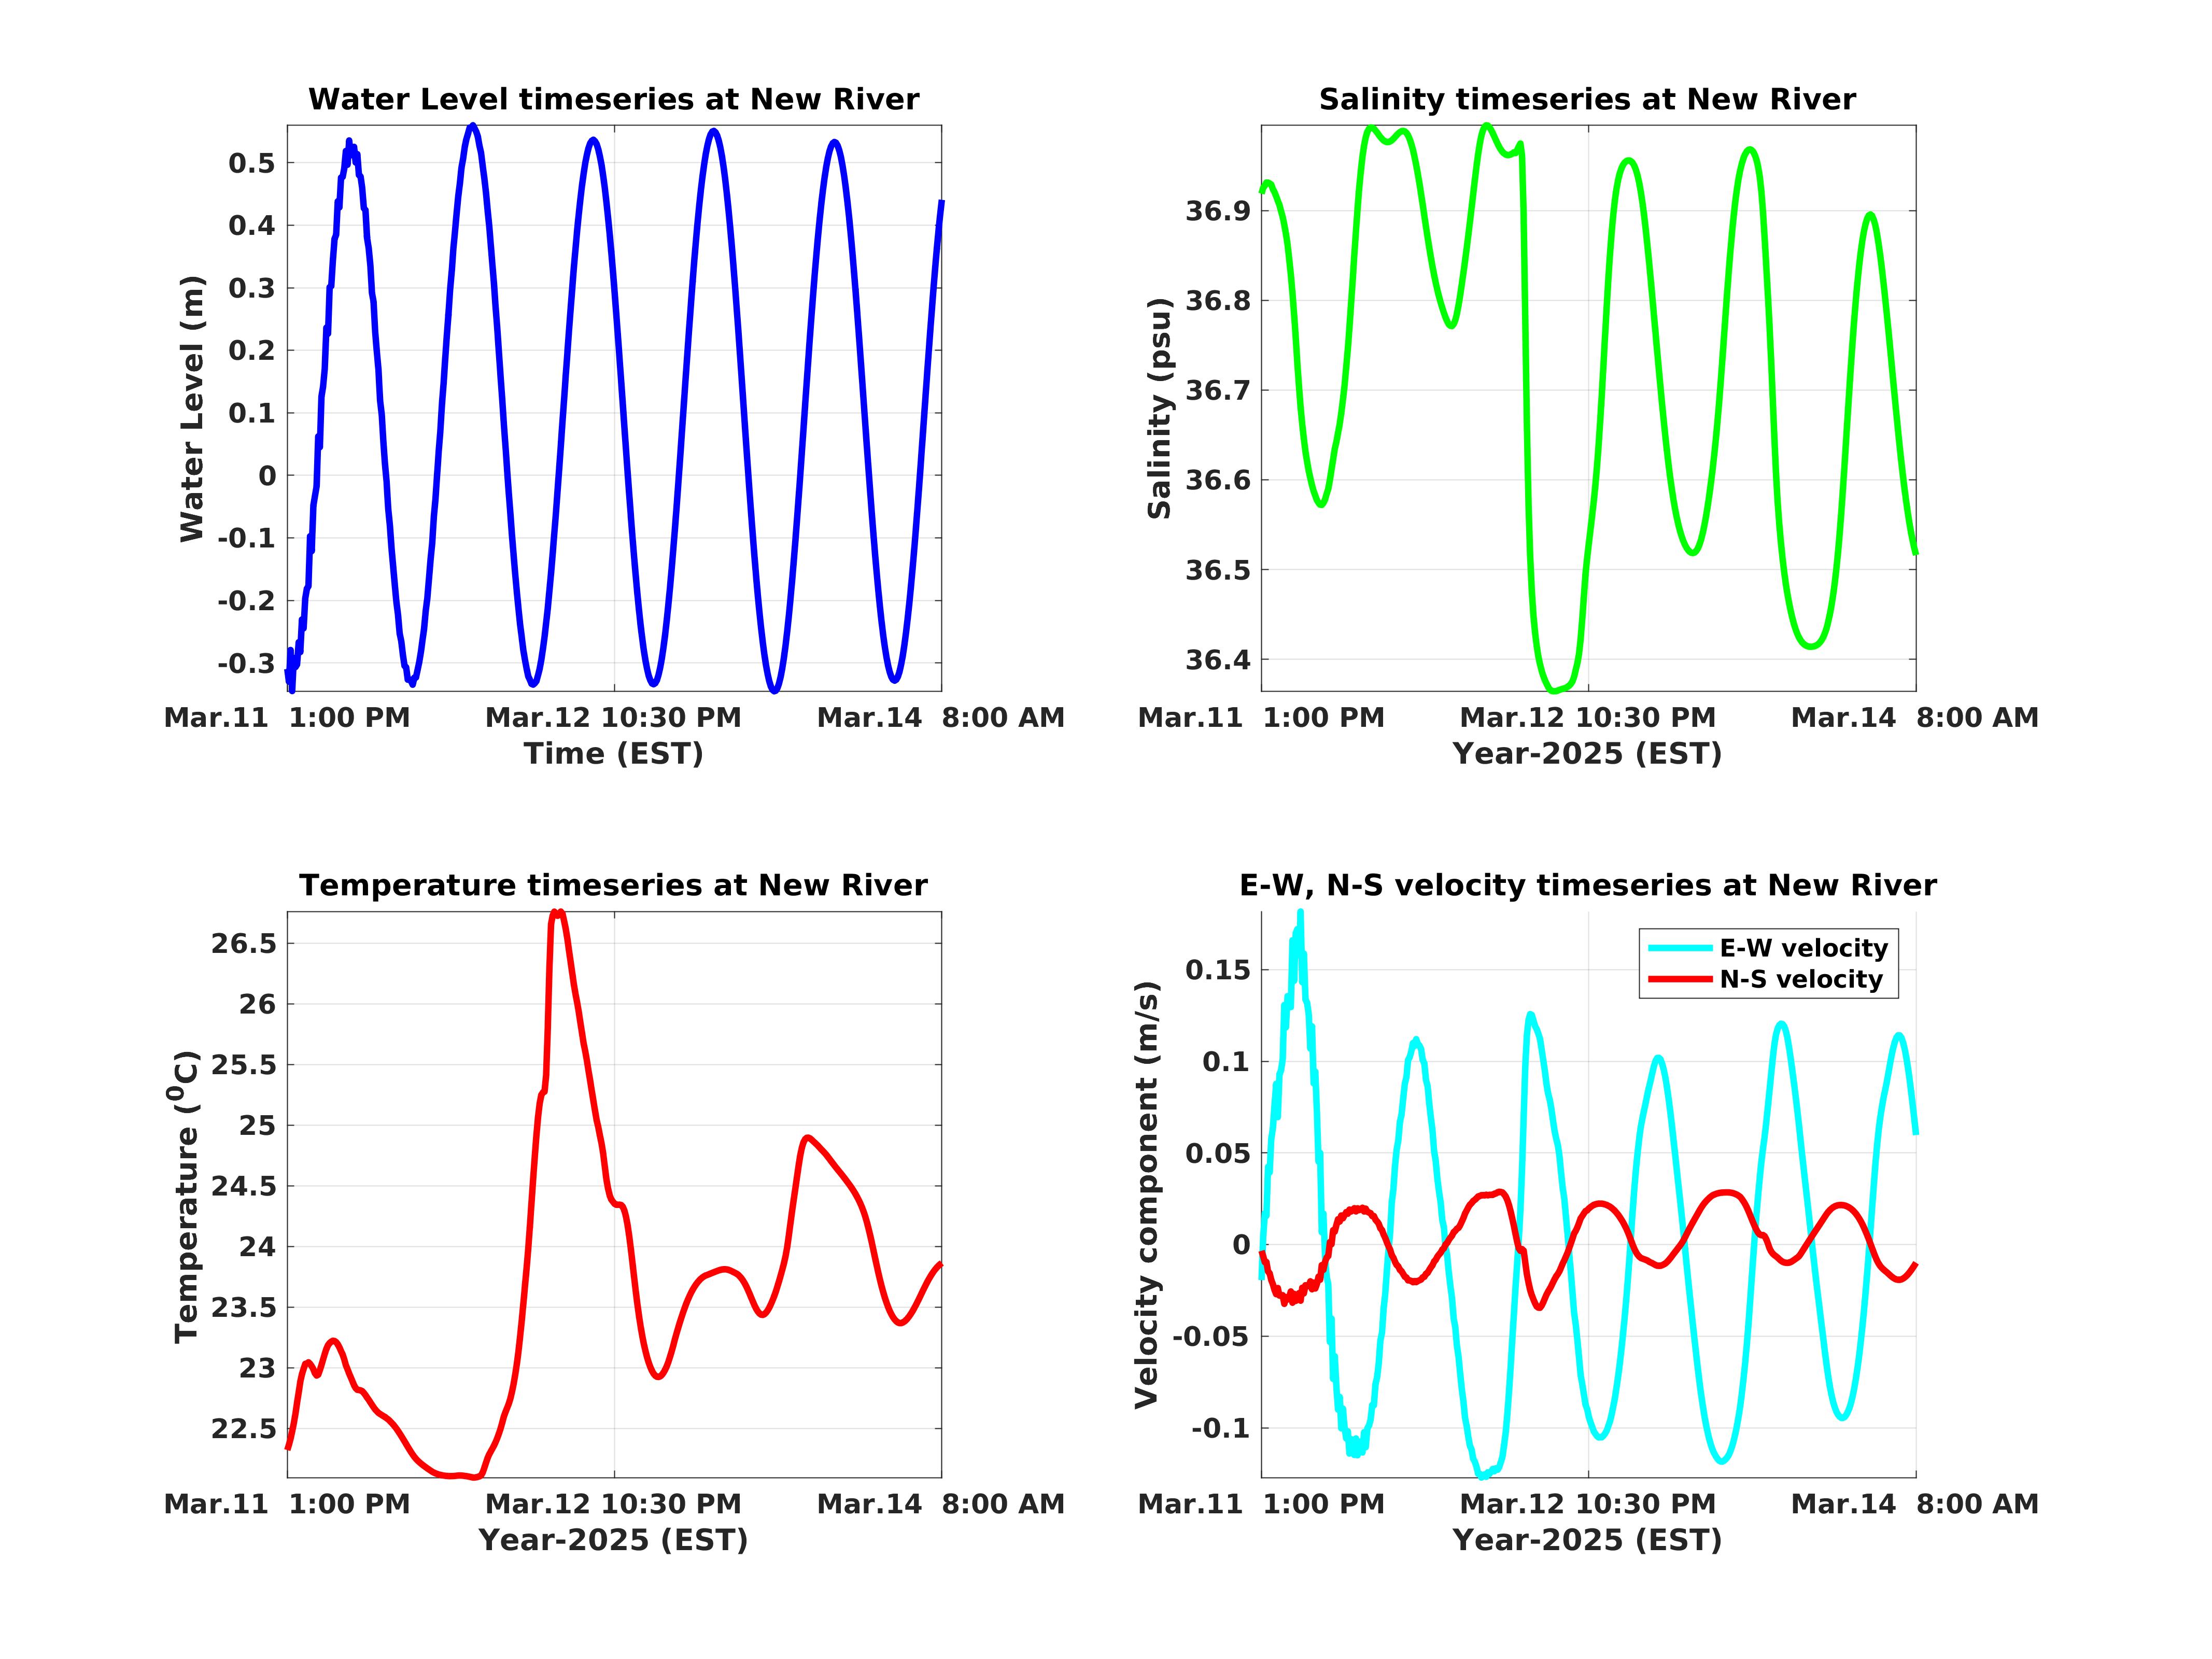 Water Level timeseries at New River
Water Level (m)
0.5
0.4
0.3
0.2
0.1
0
-0.1
-0.2
-0.3
Mar.11 1:00 PM Mar.12 10:30 PM Mar.14 8:00 AM
Time (EST)
Salinity timeseries at New River
Salinity (psu)
36.9
36.8
36.7
36.6
36.5
36.4
Mar.11 1:00 PM Mar.12 10:30 PM Mar.14 8:00 AM
Year-2025 (EST)
Temperature timeseries at New River
Temperature (⁰C)
26.5
26
25.5
25
24.5
24
23.5
23
22.5
Mar.11 1:00 PM Mar.12 10:30 PM Mar.14 8:00 AM
Year-2025 (EST)
E-W, N-S velocity timeseries at New River
Velocity component (m/s)
E-W velocity
N-S velocity
0.15
0.1
0.05
0
-0.05
-0.1
Mar.11 1:00 PM Mar.12 10:30 PM Mar.14 8:00 AM
Year-2025 (EST)